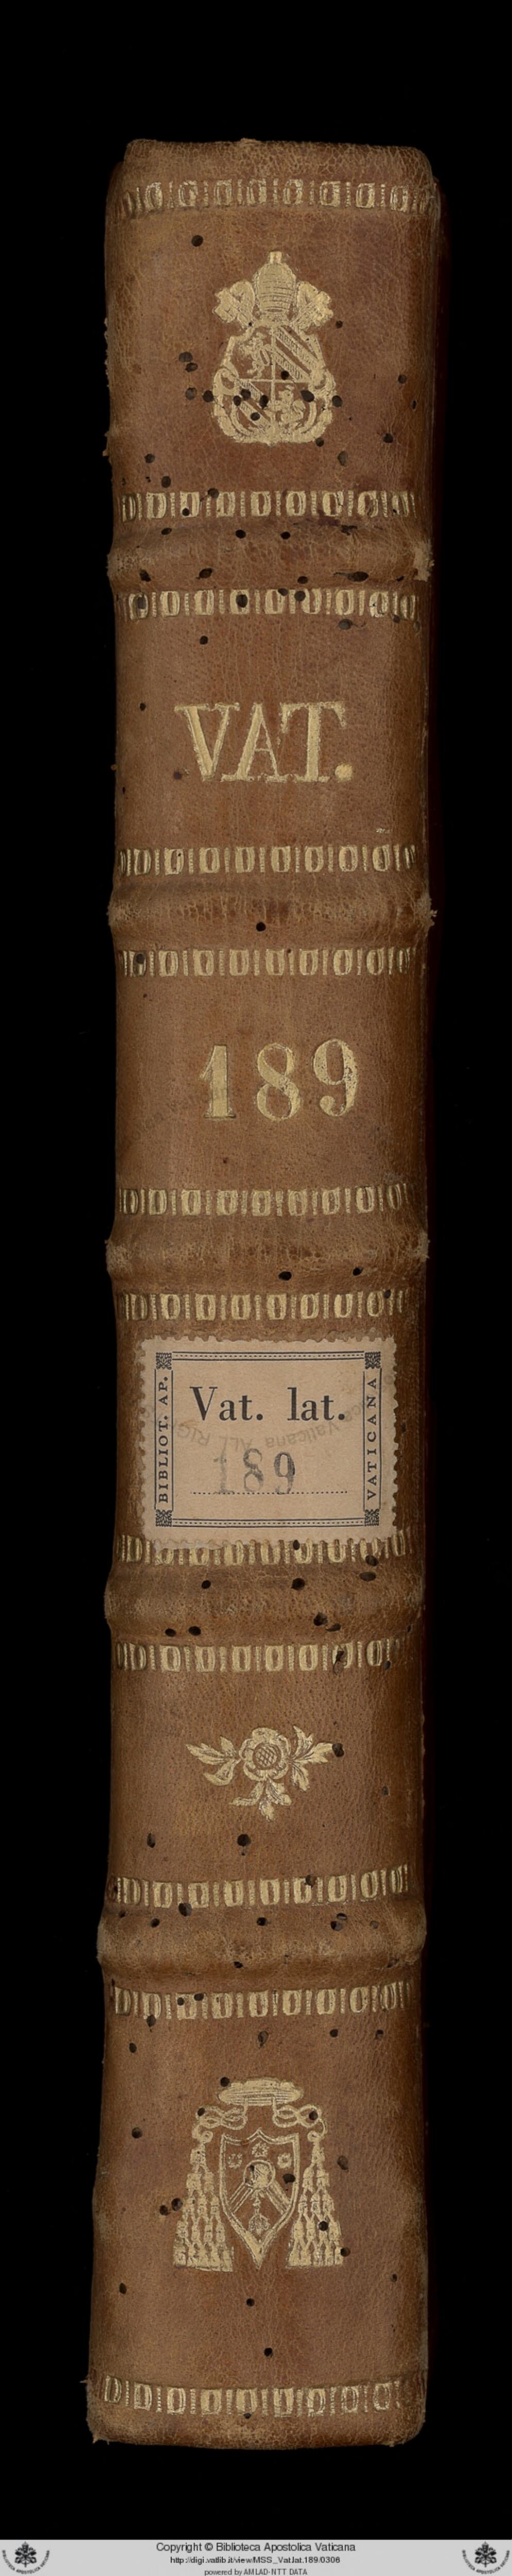 VAT.
189
BIBLIOT. AP.
Vat. lat.
189
VATICANA
Copyright © Biblioteca Apostolica Vaticana
http://digi.vatlib.it/view/MSS_Vat.lat.189/0306
powered by AMLAD-NTT DATA